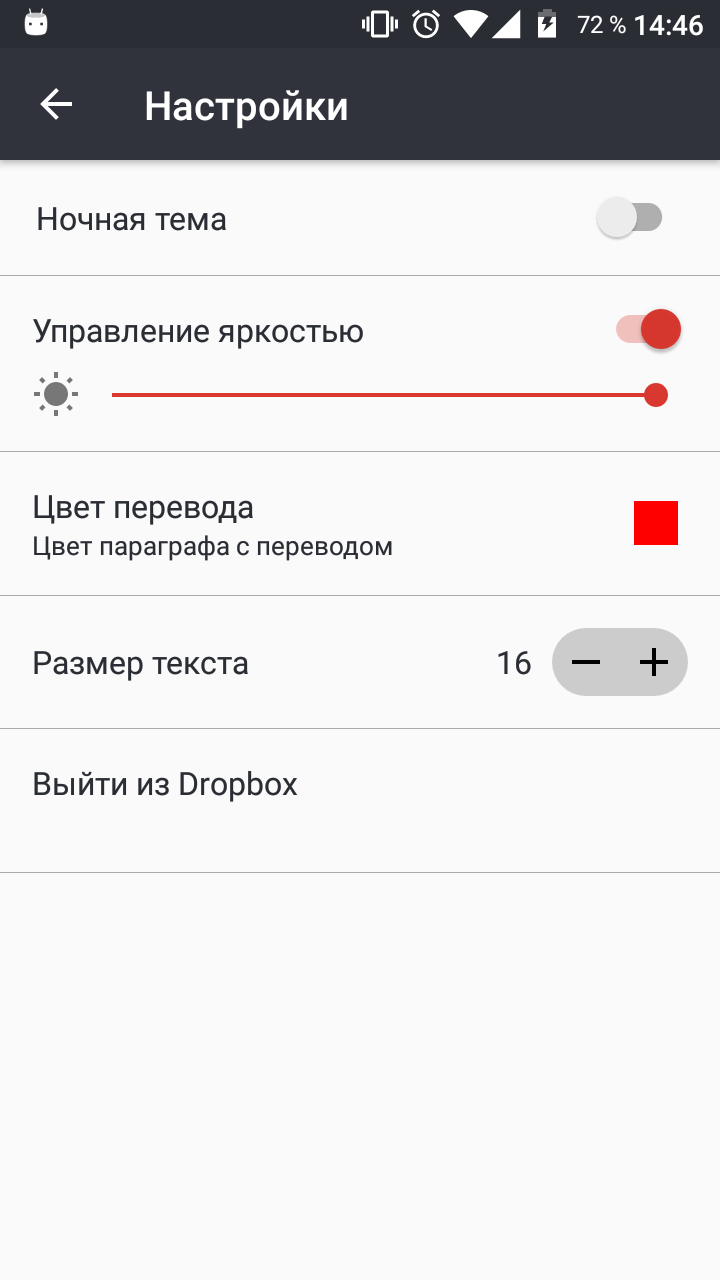 72 % 14:46
Настройки
Ночная тема
Управление яркостью
Цвет перевода
Цвет параграфа с переводом
Размер текста 16
Выйти из Dropbox